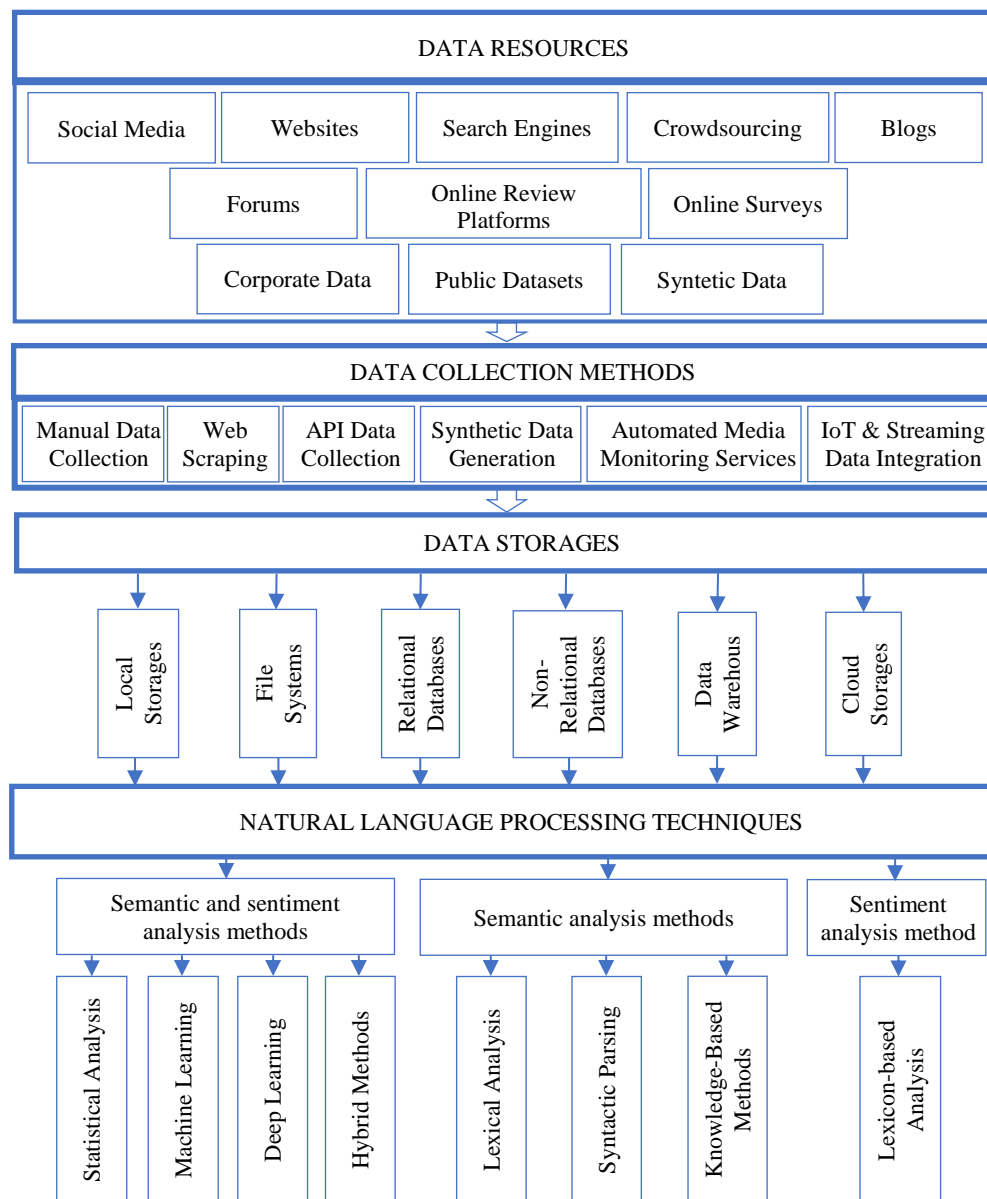 DATA RESOURCES
Social Media
Websites
Search Engines
Crowdsourcing
Blogs
Forums
Online Review
Platforms
Online Surveys
Corporate Data
Public Datasets
Syntetic Data
DATA COLLECTION METHODS
Manual Data
Collection
Web
Scraping
API Data
Collection
Synthetic Data
Generation
Automated Media
Monitoring Services
IoT & Streaming
Data Integration
DATA STORAGES
Local
Storages
File
Systems
Relational
Databases
Non-
Relational
Databases
Data
Warehous
Cloud
Storages
NATURAL LANGUAGE PROCESSING TECHNIQUES
Semantic and sentiment
analysis methods
Semantic analysis methods
Sentiment
analysis method
Statistical Analysis
Machine Learning
Deep Learning
Hybrid Methods
Lexical Analysis
Syntactic Parsing
Knowledge-Based
Methods
Lexicon-based
Analysis